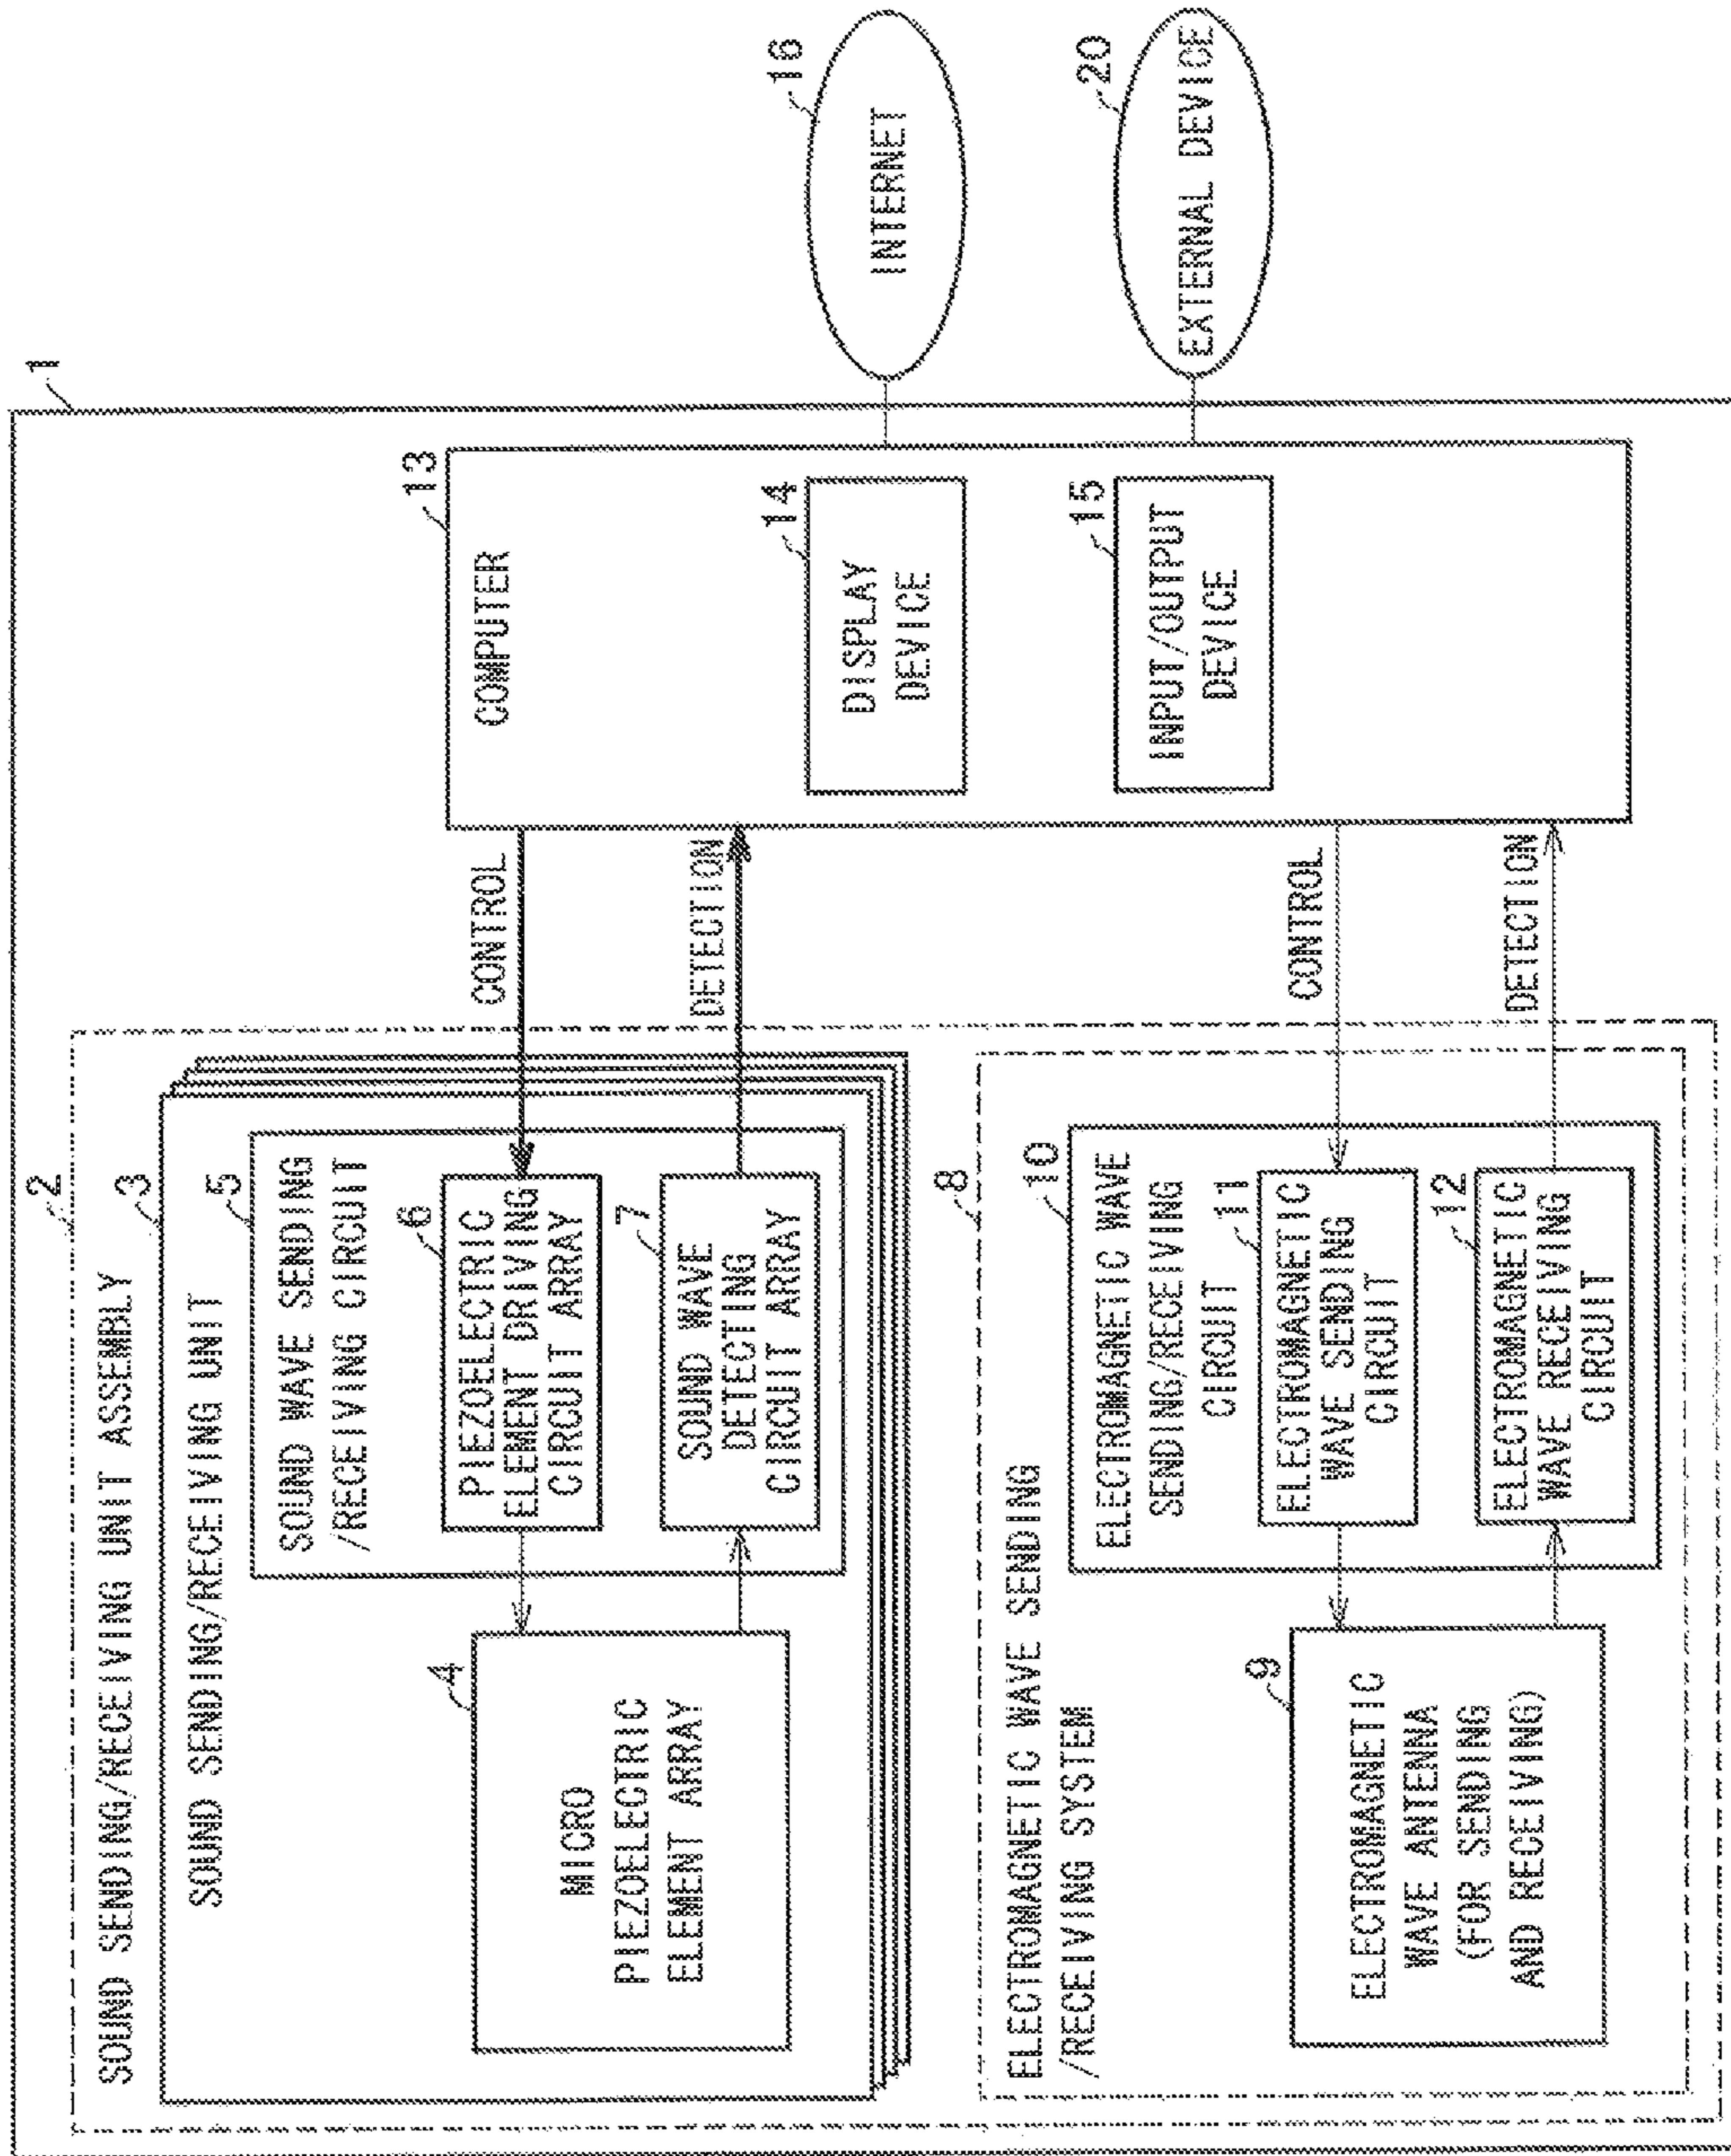 1
2
SOUND SENDING/RECEIVING UNIT ASSEMBLY
3
SOUND SENDING/RECEIVING UNIT
5
SOUND WAVE SENDING
/RECEIVING CIRCUIT
4
MICRO
PIEZOELECTRIC
ELEMENT ARRAY
6
PIEZOELECTRIC
ELEMENT DRIVING
CIRCUIT ARRAY
7
SOUND WAVE
DETECTING
CIRCUIT ARRAY
CONTROL
DETECTION
13
COMPUTER
14
DISPLAY
DEVICE
15
INPUT/OUTPUT
DEVICE
16
INTERNET
20
EXTERNAL DEVICE
8
ELECTROMAGNETIC WAVE SENDING
/RECEIVING SYSTEM
10
ELECTROMAGNETIC WAVE
SENDING/RECEIVING
CIRCUIT
9
ELECTROMAGNETIC
WAVE ANTENNA
(FOR SENDING
AND RECEIVING)
11
ELECTROMAGNETIC
WAVE SENDING
CIRCUIT
12
ELECTROMAGNETIC
WAVE RECEIVING
CIRCUIT
CONTROL
DETECTION